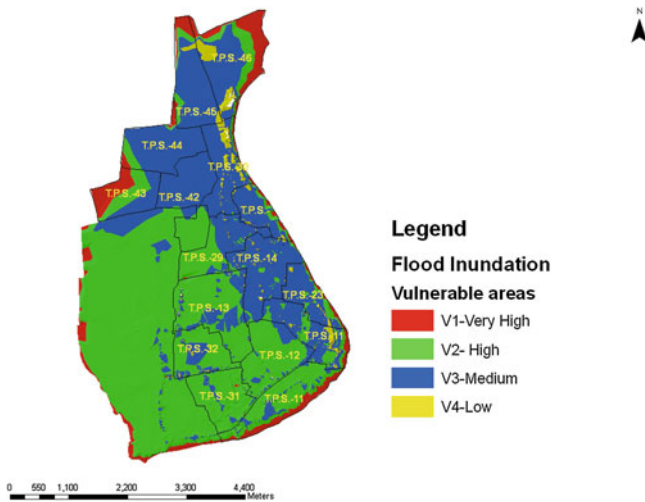 N
T.P.S.-46
T.P.S.-45
T.P.S.-44
T.P.S.-43
T.P.S.-42
T.P.S.-
T.P.S.-29
T.P.S.-14
T.P.S.-23
T.P.S.-13
T.P.S.-11
T.P.S.-32
T.P.S.-12
T.P.S.-31
T.P.S.-11
Legend
Flood Inundation
Vulnerable areas
V1-Very High
V2- High
V3-Medium
V4-Low
0 550 1,100 2,200 3,300 4,400
Meters